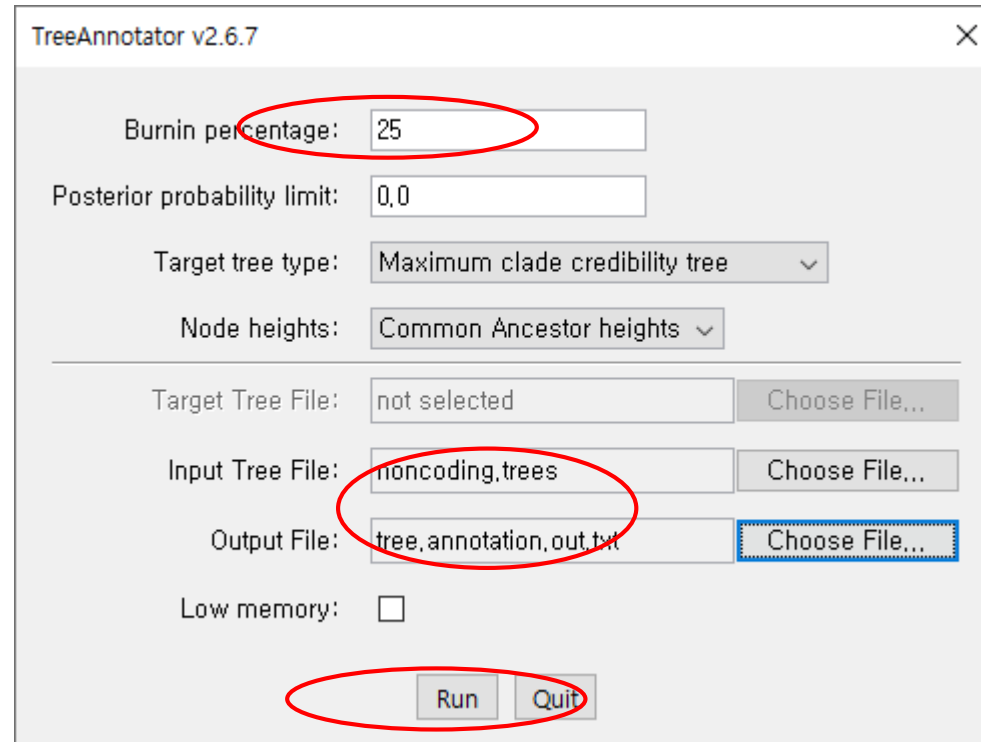 TreeAnnotator v2.6.7
Burnin percentage: 25
Posterior probability limit: 0.0
Target tree type: Maximum clade credibility tree
Node heights: Common Ancestor heights
Target Tree File: not selected Choose File...
Input Tree File: noncoding.trees Choose File...
Output File: tree.annotation.out.txt Choose File...
Low memory:
Run Quit